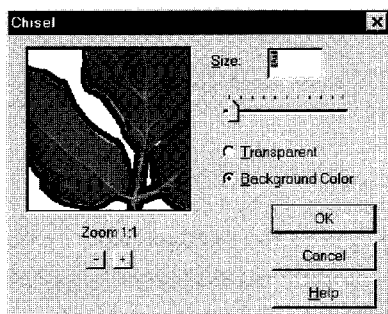 Chisel
Size:
Transparent
Background Color
Zoom 1:1
- +
OK
Cancel
Help